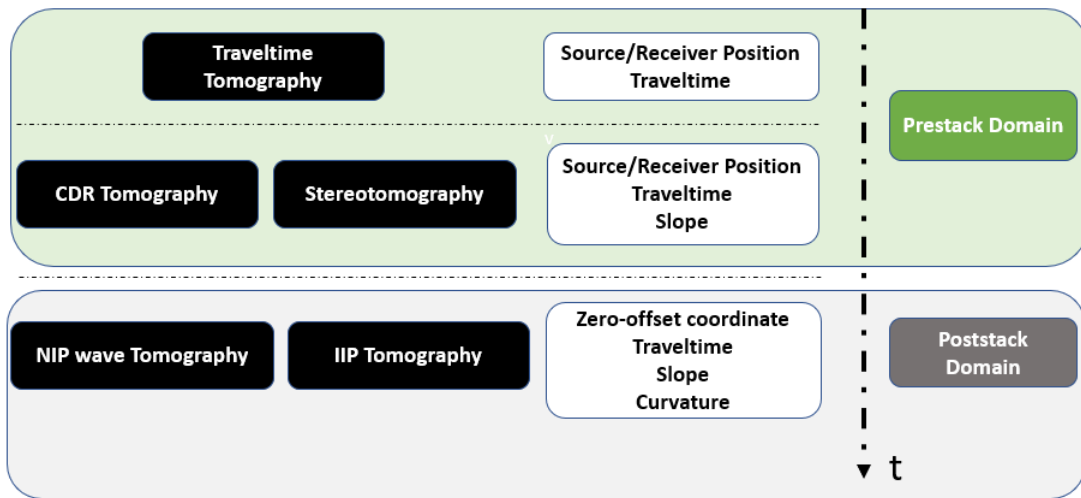 Traveltime
Tomography
Source/Receiver Position
Traveltime
Prestack Domain
v
CDR Tomography
Stereotomography
Source/Receiver Position
Traveltime
Slope
NIP wave Tomography
IIP Tomography
Zero-offset coordinate
Traveltime
Slope
Curvature
Poststack
Domain
t